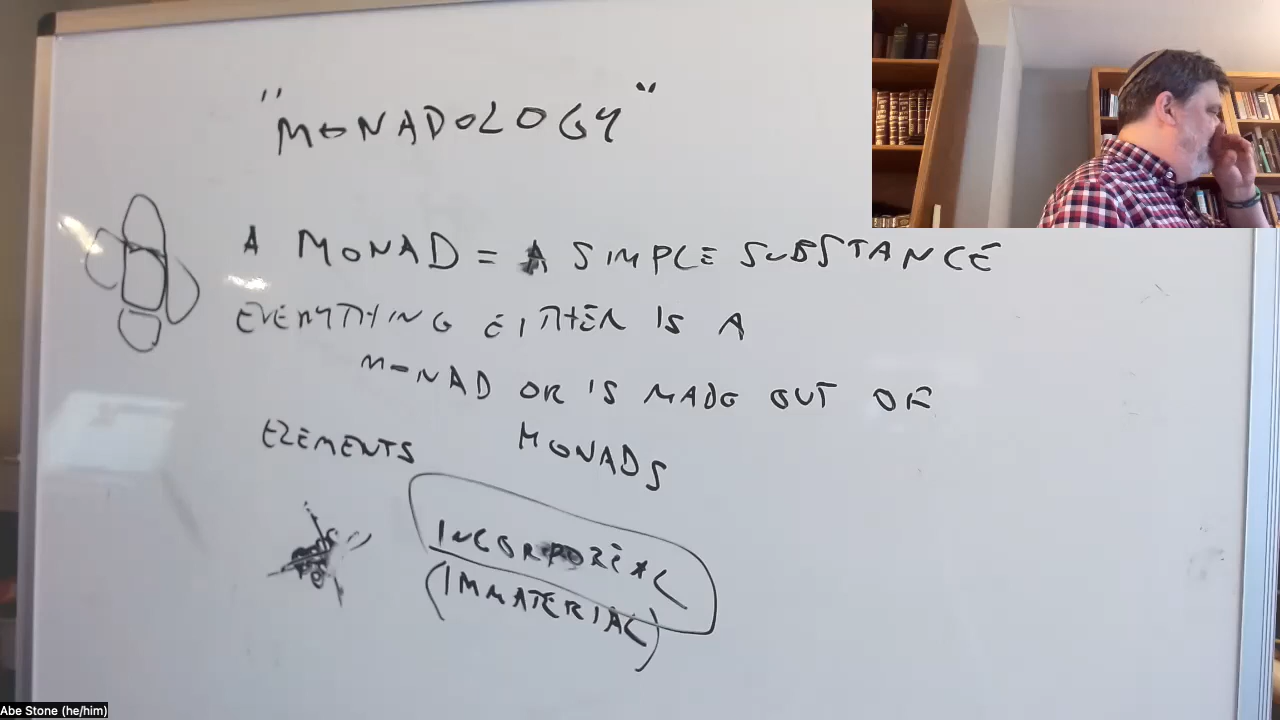 "MONADOLOGY"
A MONAD = A SIMPLE SUBSTANCE
EVERYTHING EITHER IS A
MONAD OR IS MADE OUT OF
MONADS
ELEMENTS
INCORPOREAL
(IMMATERIAL)
Abe Stone (he/him)